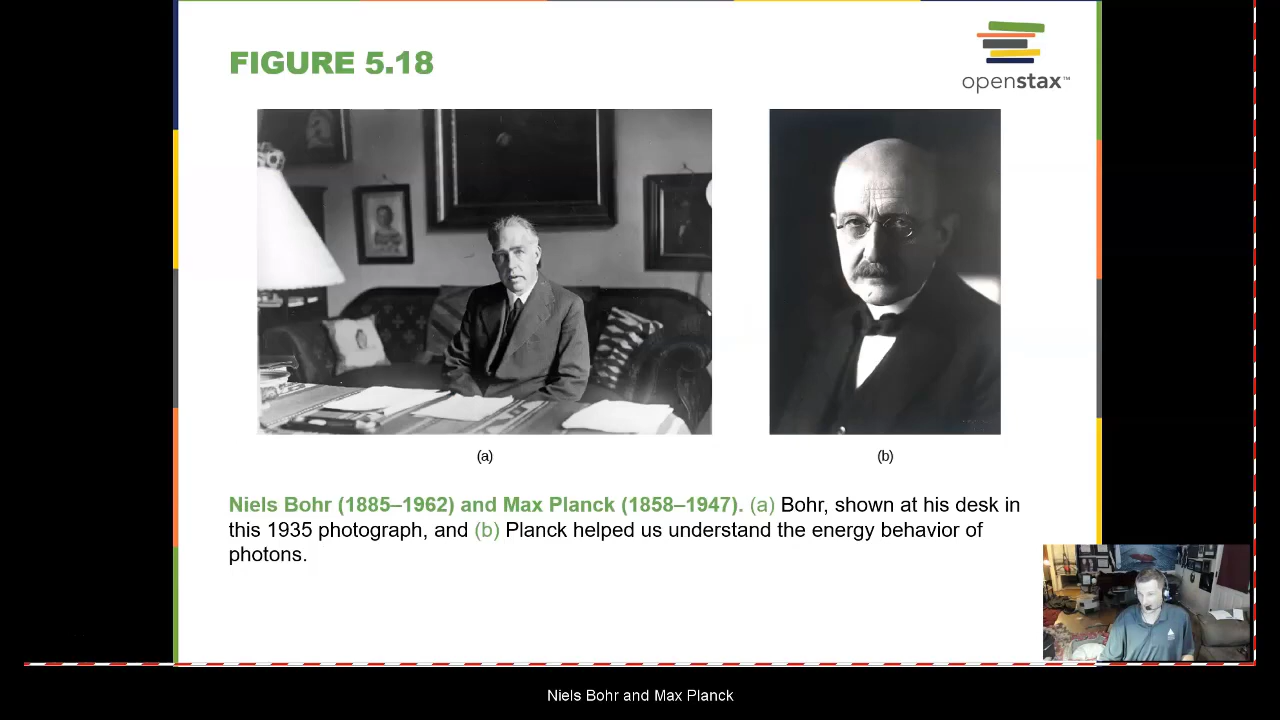 FIGURE 5.18
openstax™
(a)
(b)
Niels Bohr (1885–1962) and Max Planck (1858–1947). (a) Bohr, shown at his desk in
this 1935 photograph, and (b) Planck helped us understand the energy behavior of
photons.
Niels Bohr and Max Planck